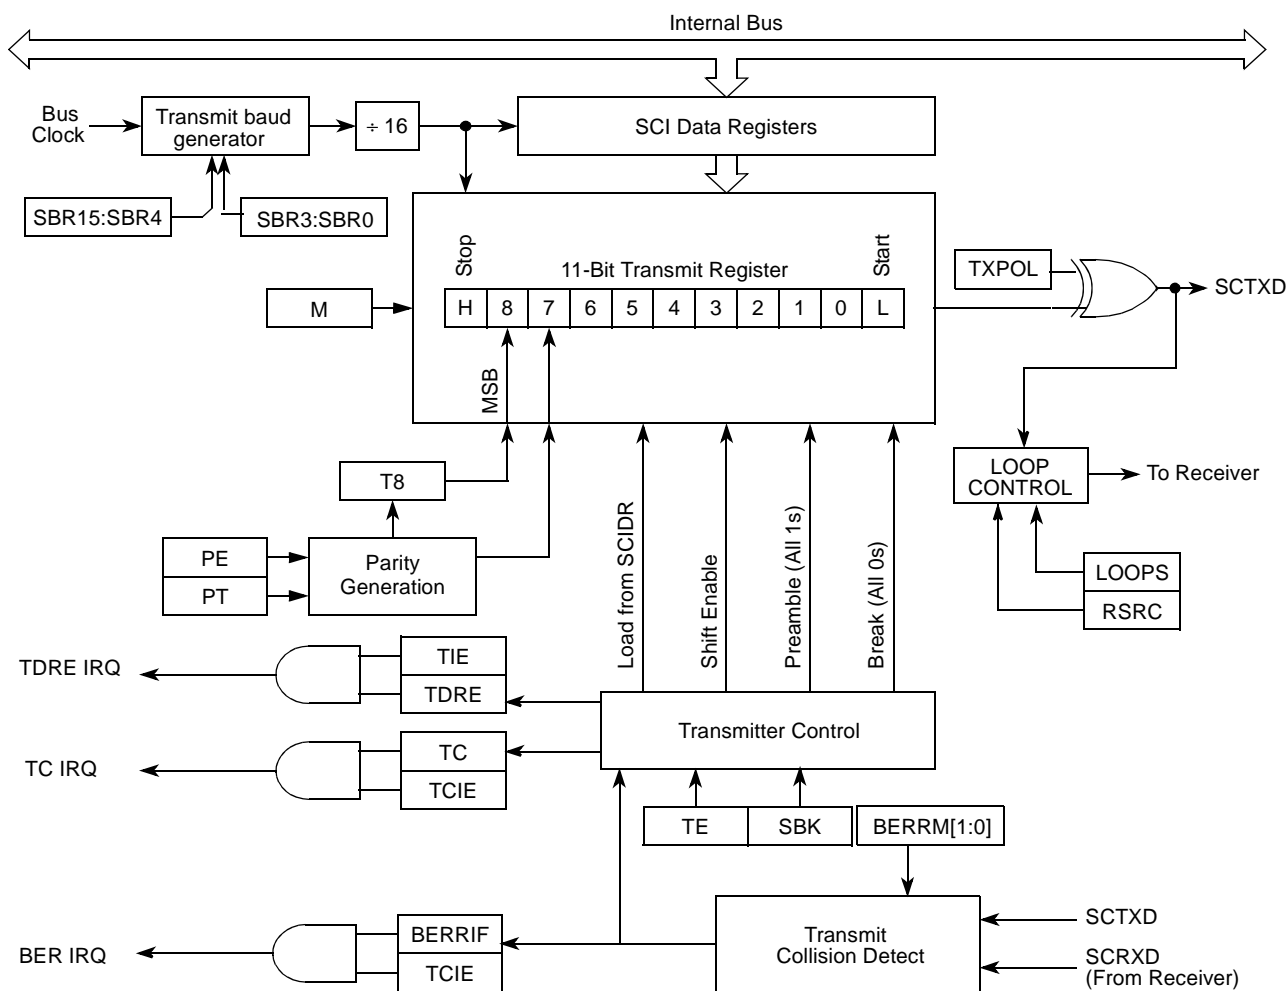 Internal Bus
Bus
Clock
Transmit baud
generator
÷ 16
SCI Data Registers
SBR15:SBR4
SBR3:SBR0
Stop
11-Bit Transmit Register
Start
TXPOL
SCTXD
M
H 8 7 6 5 4 3 2 1 0 L
MSB
T8
LOOP
CONTROL
To Receiver
PE
PT
Parity
Generation
Load from SCIDR
Shift Enable
Preamble (All 1s)
Break (All 0s)
LOOPS
RSRC
TDRE IRQ
TIE
TDRE
Transmitter Control
TC IRQ
TC
TCIE
TE
SBK
BERRM[1:0]
BER IRQ
BERRIF
TCIE
Transmit
Collision Detect
SCTXD
SCRXD
(From Receiver)